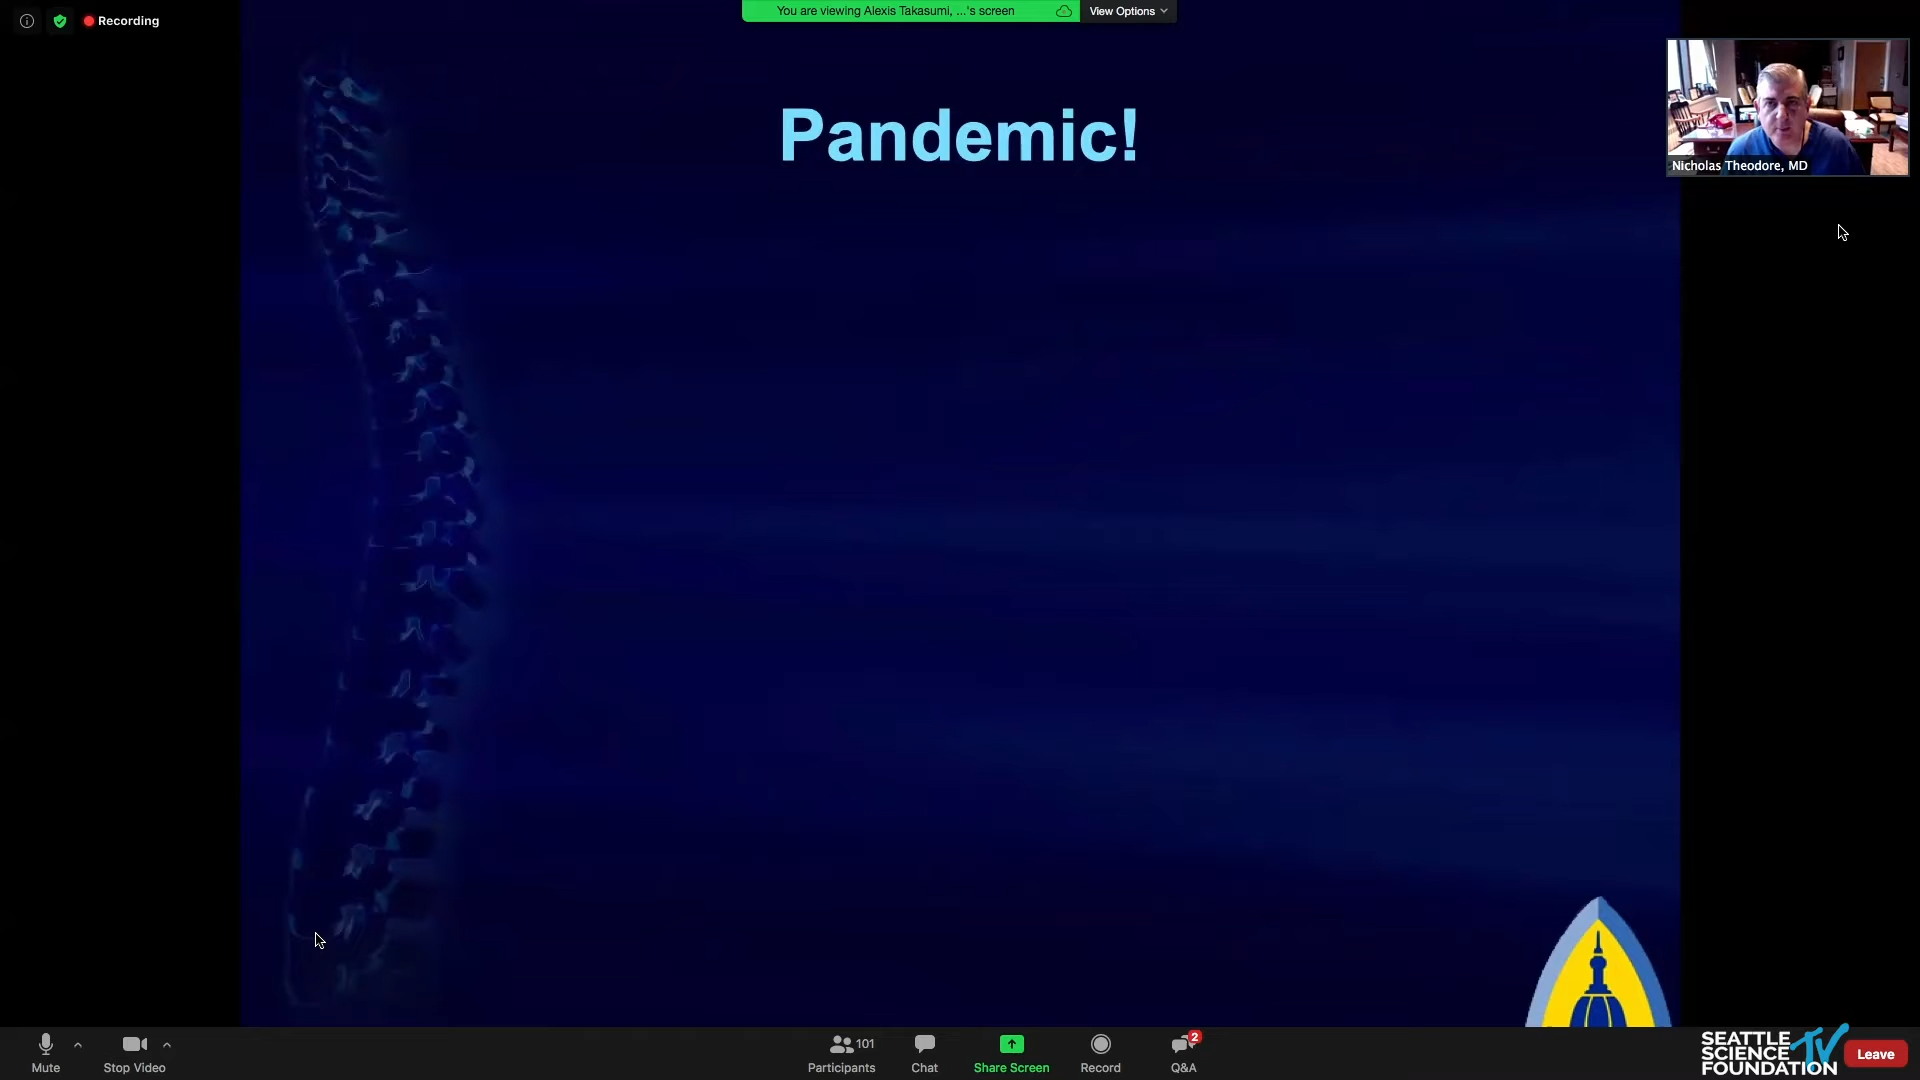 Recording
You are viewing Alexis Takasumi, ...'s screen
View Options
Pandemic!
Nicholas Theodore, MD
Mute
Stop Video
101
Participants
Chat
Share Screen
Record
2
Q&A
SEATTLE
SCIENCE
FOUNDATION
TV
Leave